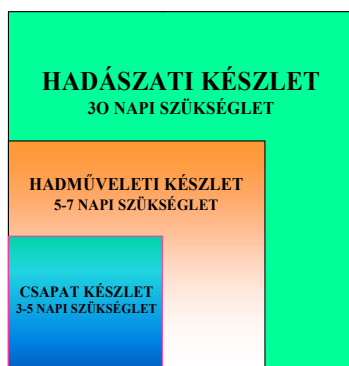 HADÁSZATI KÉSZLET
3O NAPI SZÜKSÉGLET
HADMŰVELETI KÉSZLET
5-7 NAPI SZÜKSÉGLET
CSAPAT KÉSZLET
3-5 NAPI SZÜKSÉGLET